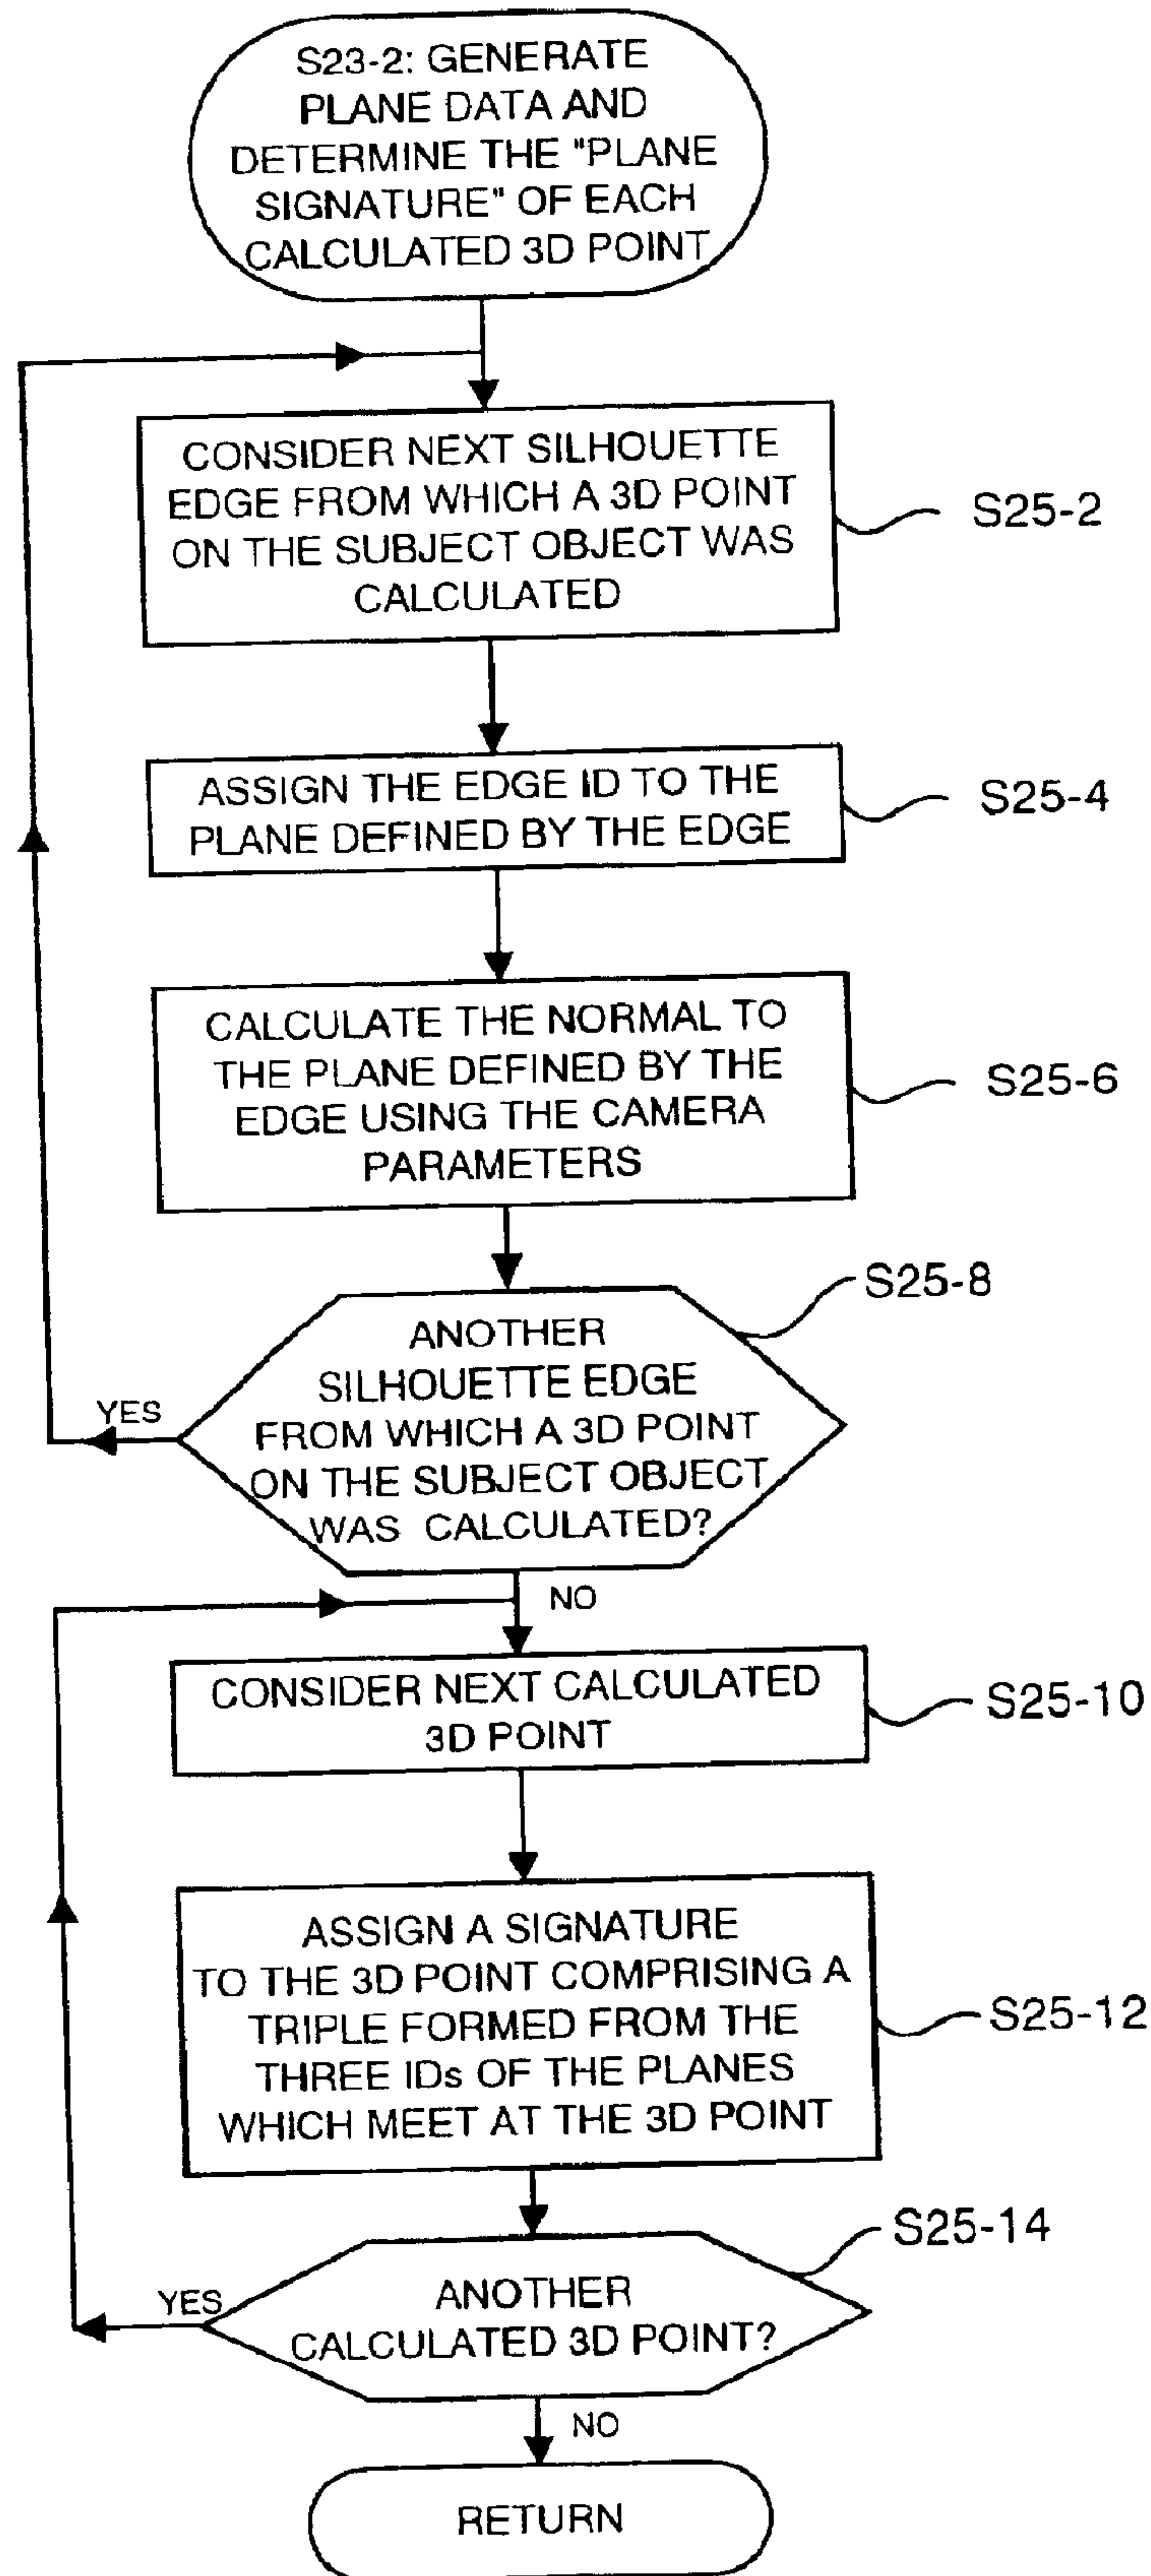 S23-2: GENERATE
PLANE DATA AND
DETERMINE THE "PLANE
SIGNATURE" OF EACH
CALCULATED 3D POINT
CONSIDER NEXT SILHOUETTE
EDGE FROM WHICH A 3D POINT
ON THE SUBJECT OBJECT WAS
CALCULATED
S25-2
ASSIGN THE EDGE ID TO THE
PLANE DEFINED BY THE EDGE
S25-4
CALCULATE THE NORMAL TO
THE PLANE DEFINED BY THE
EDGE USING THE CAMERA
PARAMETERS
S25-6
S25-8
ANOTHER
SILHOUETTE EDGE
FROM WHICH A 3D POINT
ON THE SUBJECT OBJECT
WAS CALCULATED?
YES
NO
CONSIDER NEXT CALCULATED
3D POINT
S25-10
ASSIGN A SIGNATURE
TO THE 3D POINT COMPRISING A
TRIPLE FORMED FROM THE
THREE IDs OF THE PLANES
WHICH MEET AT THE 3D POINT
S25-12
S25-14
ANOTHER
CALCULATED 3D POINT?
YES
NO
RETURN